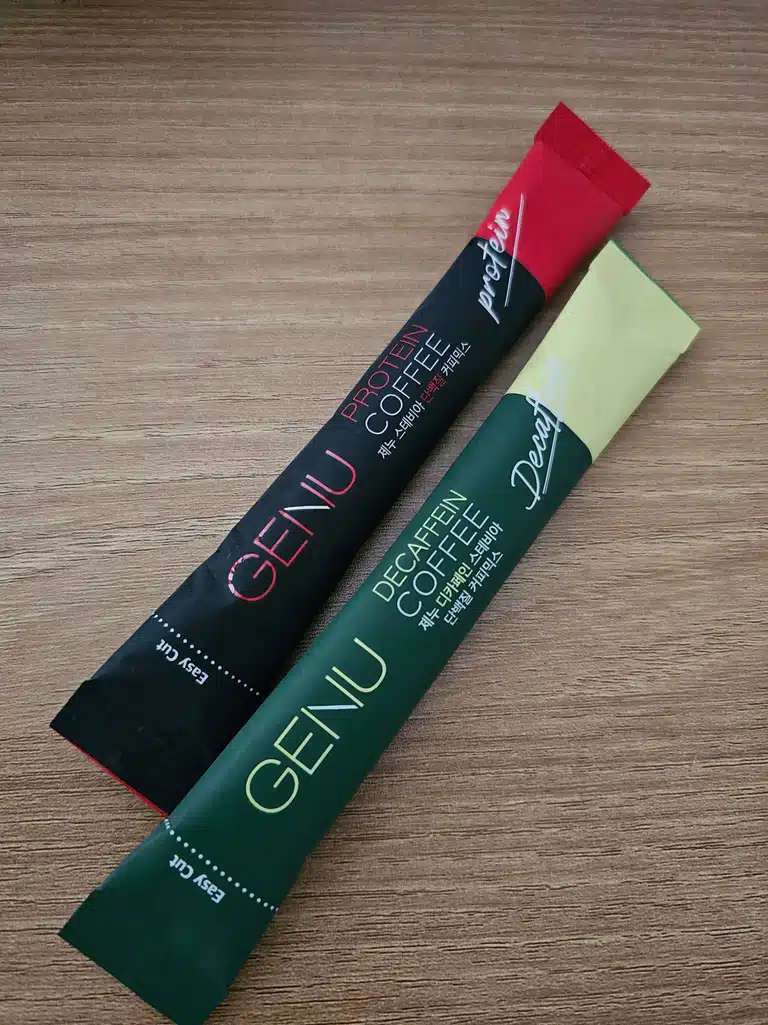 protein
PROTEIN
COFFEE
제누 스테비아 단백질 커피믹스
GENU
Easy Cut
Decaffein
DECAFFEIN
COFFEE
제누 디카페인 스테비아
단백질 커피믹스
GENU
Easy Cut